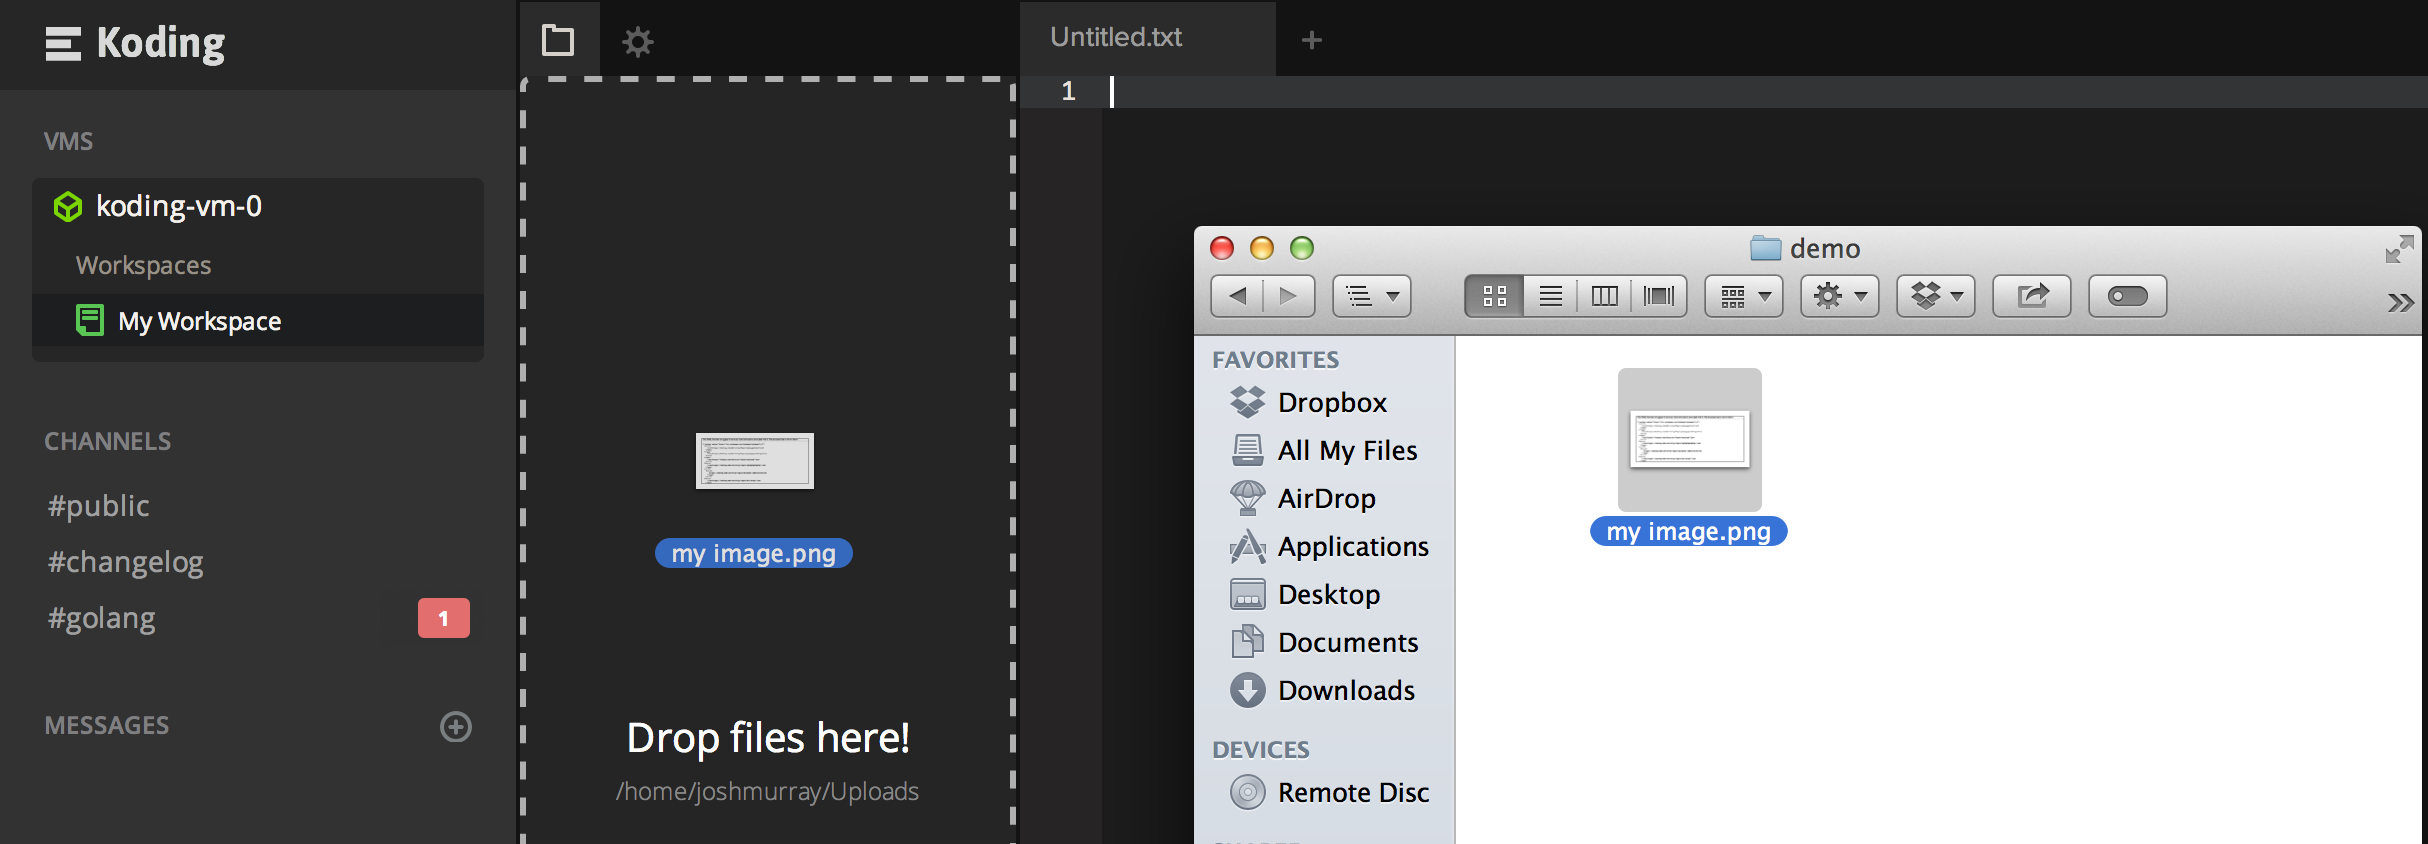 Koding
VMS
koding-vm-0
Workspaces
My Workspace
CHANNELS
#public
#changelog
#golang
1
MESSAGES
my image.png
Drop files here!
/home/joshmurray/Uploads
Untitled.txt
1
demo
FAVORITES
Dropbox
All My Files
AirDrop
Applications
Desktop
Documents
Downloads
DEVICES
Remote Disc
my image.png